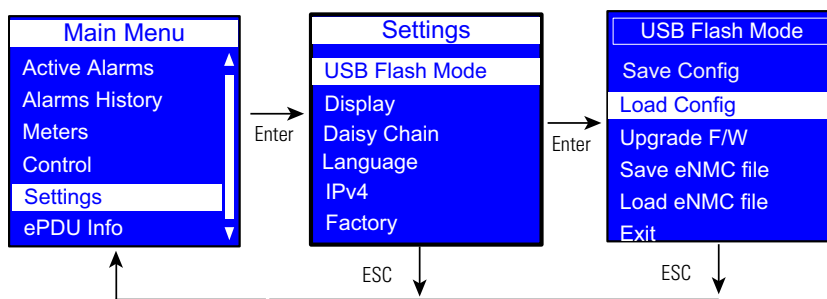 Main Menu
Active Alarms
Alarms History
Meters
Control
Settings
ePDU Info
Enter
Settings
USB Flash Mode
Display
Daisy Chain
Language
IPv4
Factory
Enter
USB Flash Mode
Save Config
Load Config
Upgrade F/W
Save eNMC file
Load eNMC file
Exit
ESC
ESC